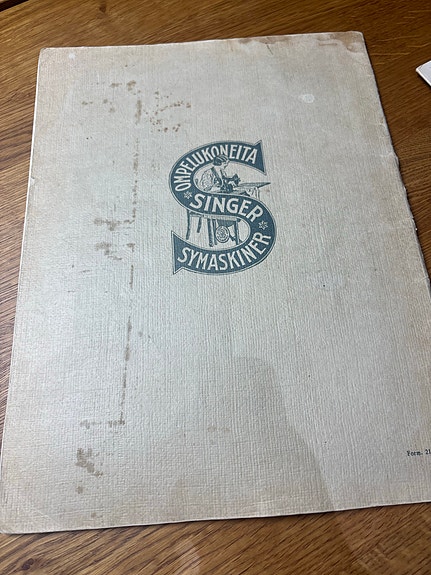 OMPELUKONEITA
SINGER
SYMASKINER
Form. 21